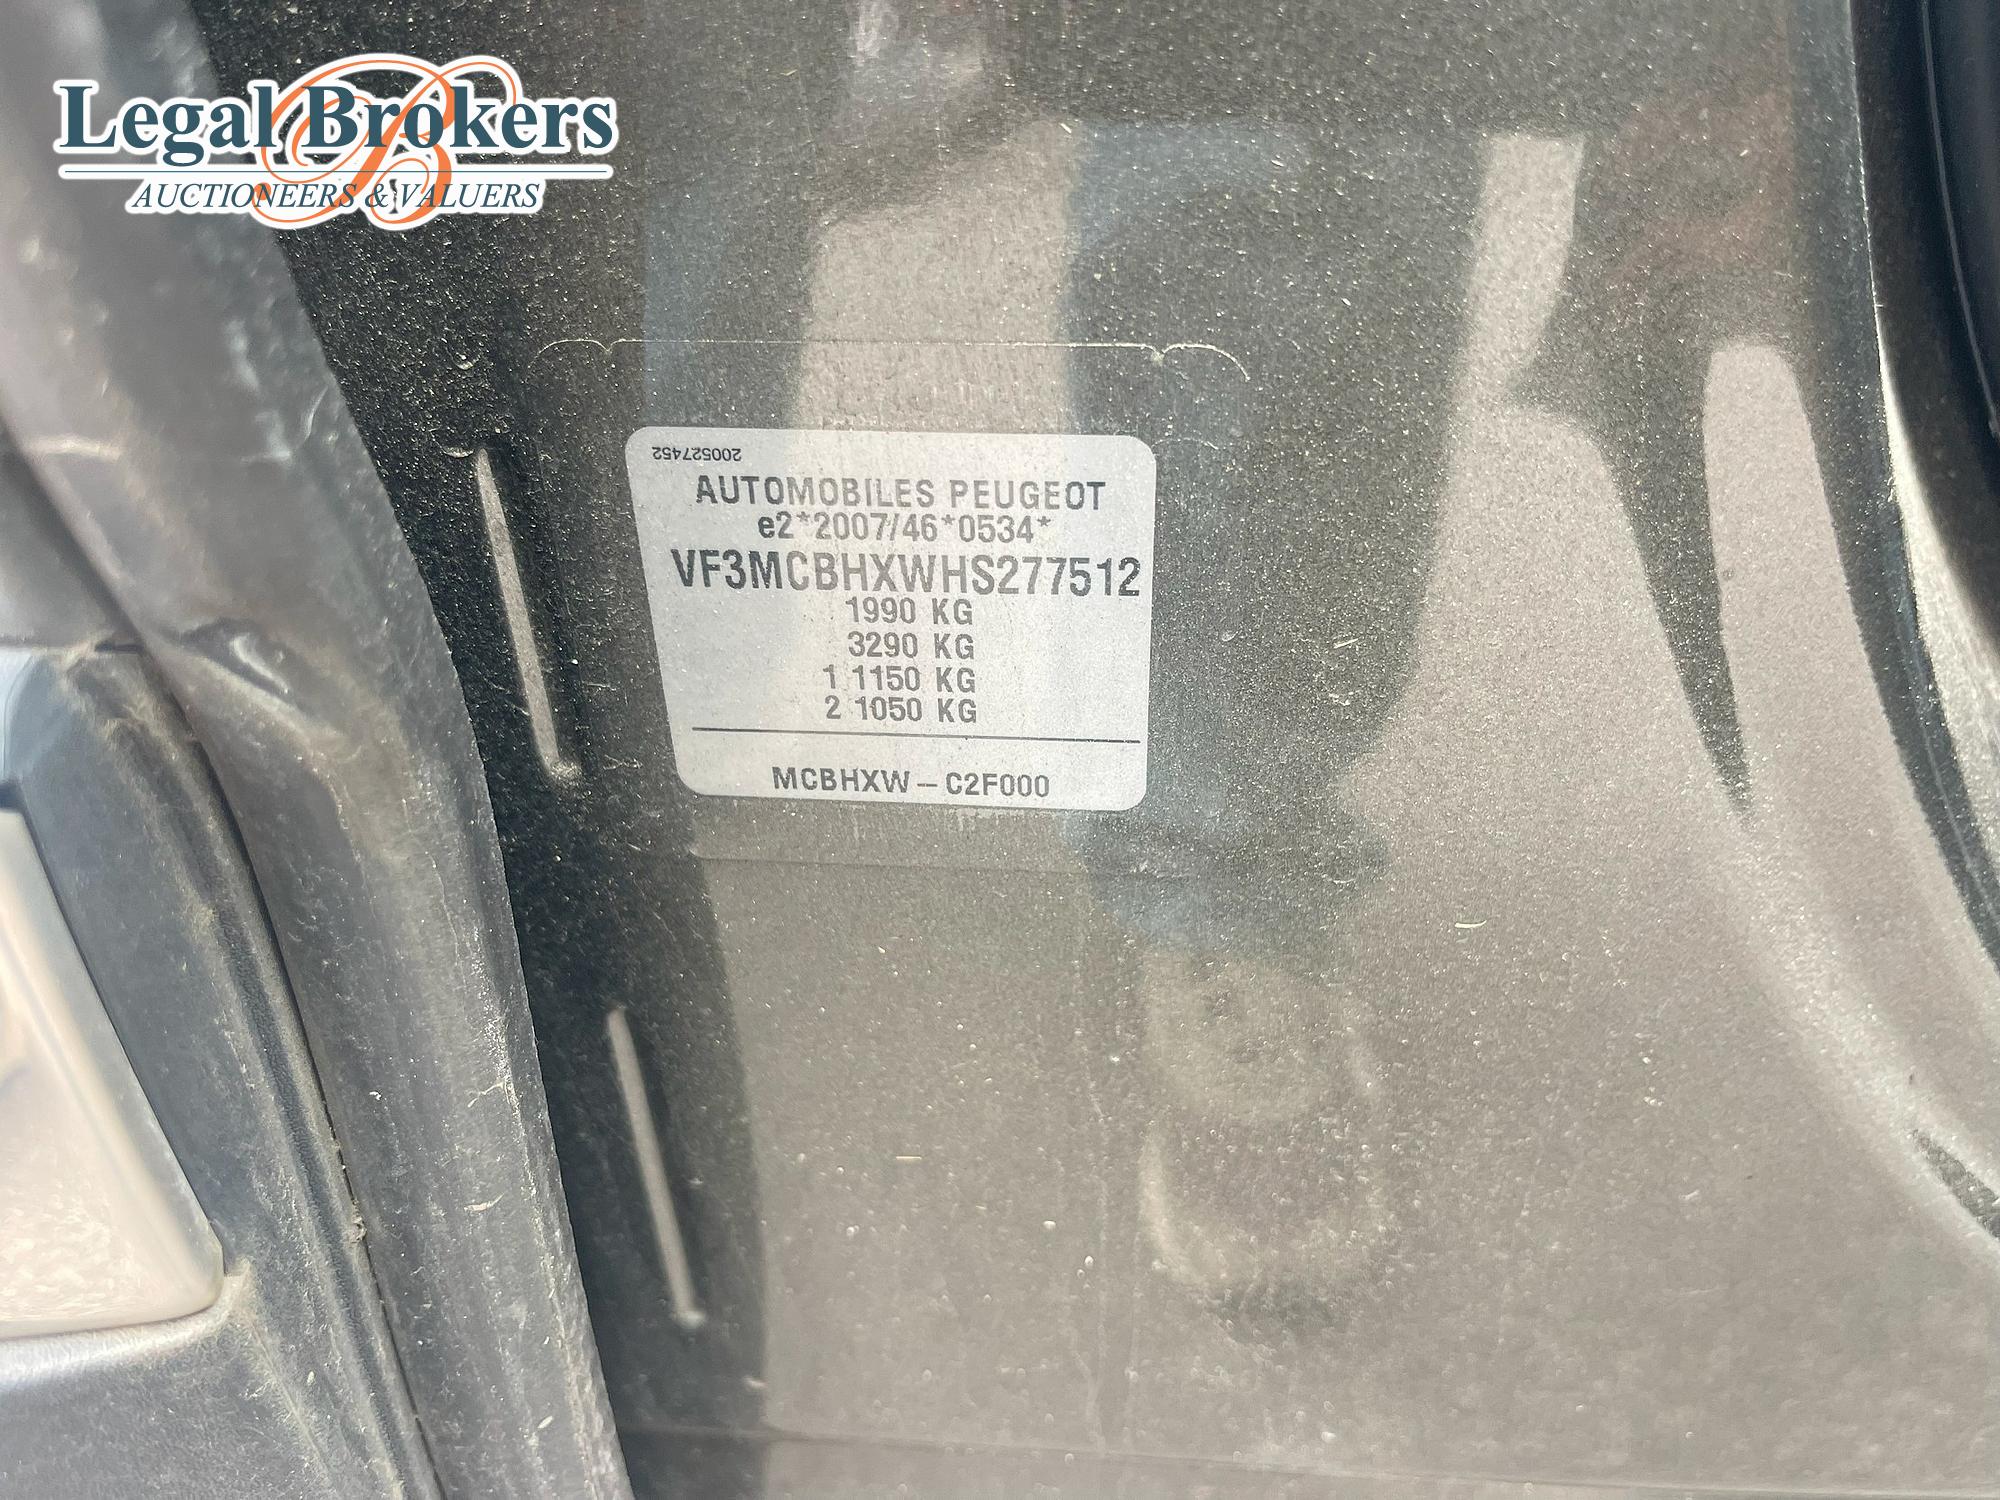 Legal Brokers
AUCTIONEERS & VALUERS
200527452
AUTOMOBILES PEUGEOT
e2*2007/46*0534*
VF3MCBHXWHS277512
1990 KG
3290 KG
1 1150 KG
2 1050 KG
MCBHXW – C2F000